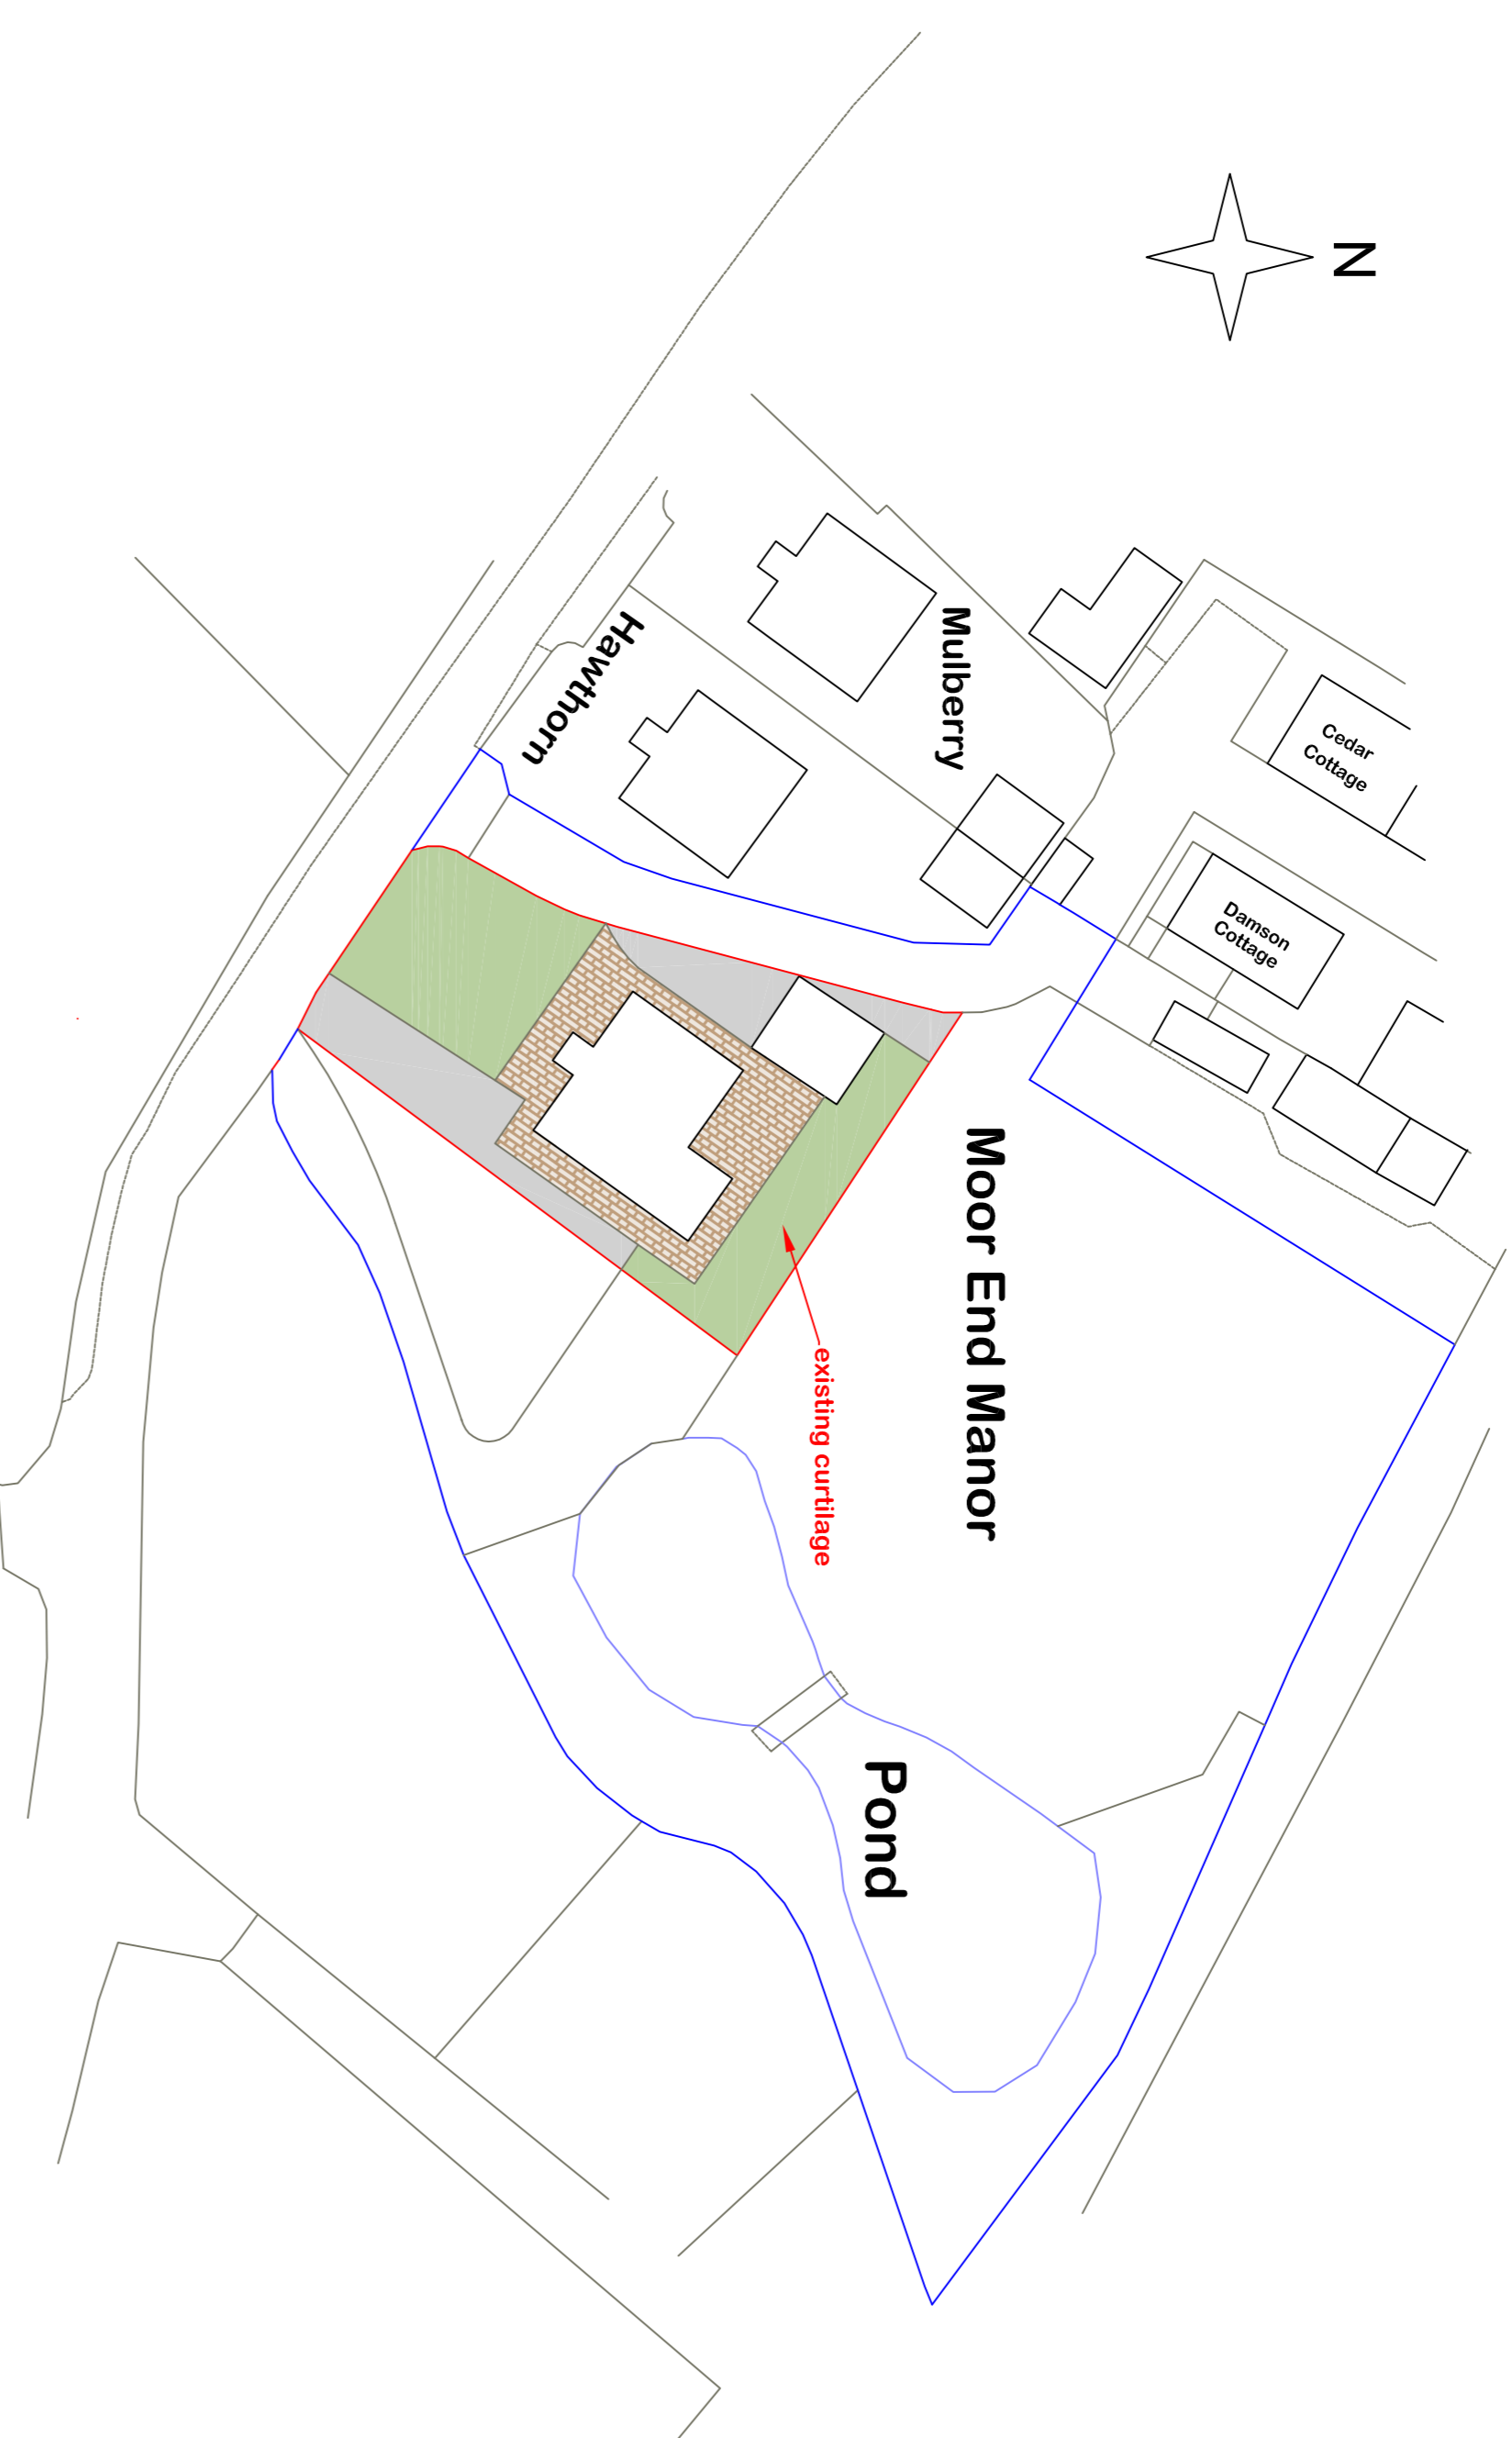 N
Cedar
Cottage
Damson
Cottage
Mulberry
Hawthorn
Moor End Manor
existing curtilage
Pond